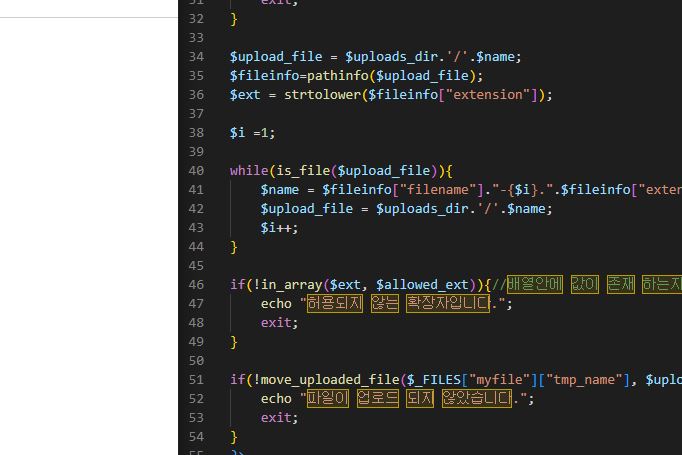 exit;
32 }
33
34 $upload_file = $uploads_dir.'/'.$name;
35 $fileinfo=pathinfo($upload_file);
36 $ext = strtolower($fileinfo["extension"]);
37
38 $i =1;
39
40 while(is_file($upload_file)){
41 $name = $fileinfo["filename"]."-{$i}.".$fileinfo["exten
42 $upload_file = $uploads_dir.'/'.$name;
43 $i++;
44 }
45
46 if(!in_array($ext, $allowed_ext)){//배열안에 값이 존재 하는지
47 echo "허용되지 않는 확장자입니다.";
48 exit;
49 }
50
51 if(!move_uploaded_file($_FILES["myfile"]["tmp_name"], $uplo
52 echo "파일이 업로드 되지 않았습니다.";
53 exit;
54 }